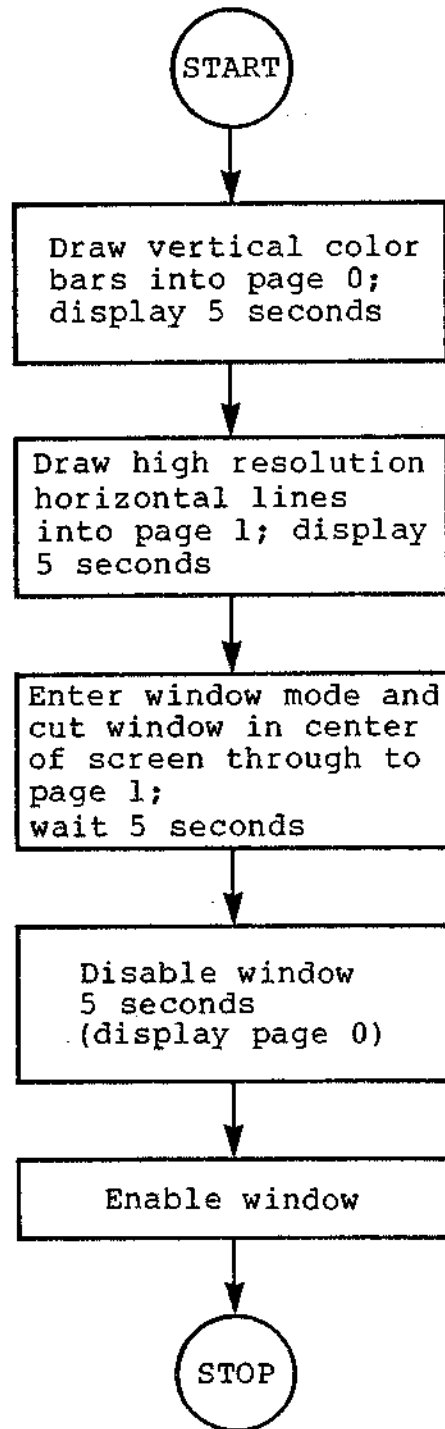 START
Draw vertical color
bars into page 0;
display 5 seconds
Draw high resolution
horizontal lines
into page 1; display
5 seconds
Enter window mode and
cut window in center
of screen through to
page 1;
wait 5 seconds
Disable window
5 seconds
(display page 0)
Enable window
STOP